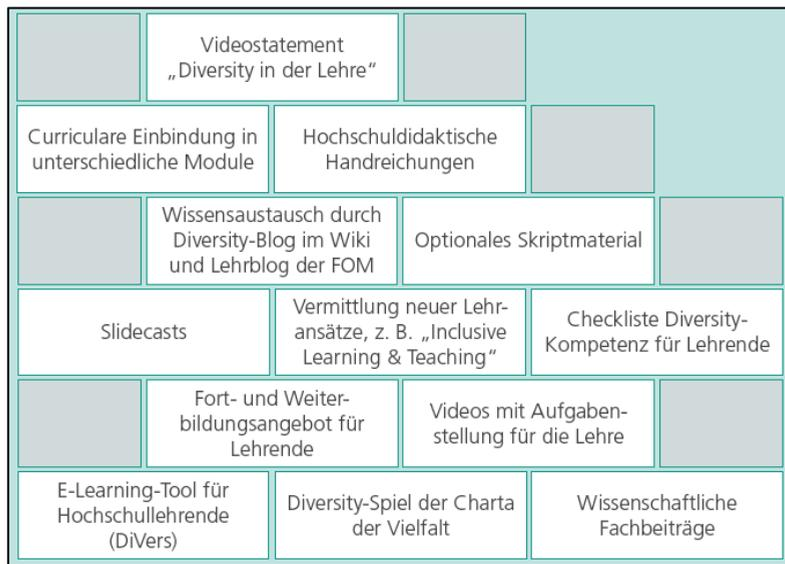 Videostatement
„Diversity in der Lehre“
Curriculare Einbindung in
unterschiedliche Module
Hochschuldidaktische
Handreichungen
Wissensaustausch durch
Diversity-Blog im Wiki
und Lehrblog der FOM
Optionales Skriptmaterial
Slidecasts
Vermittlung neuer Lehr-
ansätze, z. B. „Inclusive
Learning & Teaching“
Checkliste Diversity-
Kompetenz für Lehrende
Fort- und Weiter-
bildungsangebot für
Lehrende
Videos mit Aufgaben-
stellung für die Lehre
E-Learning-Tool für
Hochschullehrende
(DiVers)
Diversity-Spiel der Charta
der Vielfalt
Wissenschaftliche
Fachbeiträge